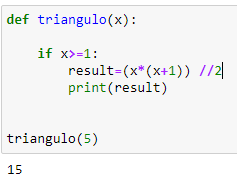 def triangulo(x):
if x>=1:
result=(x*(x+1)) //2
print(result)
triangulo(5)
15